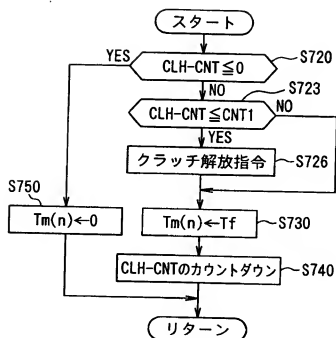 スタート
YES
CLH-CNT≦0
S720
NO
S723
CLH-CNT≦CNT1
NO
YES
クラッチ解放指令
S726
S750
Tm(n)←0
Tm(n)←Tf
S730
CLH-CNTのカウントダウン
S740
リターン